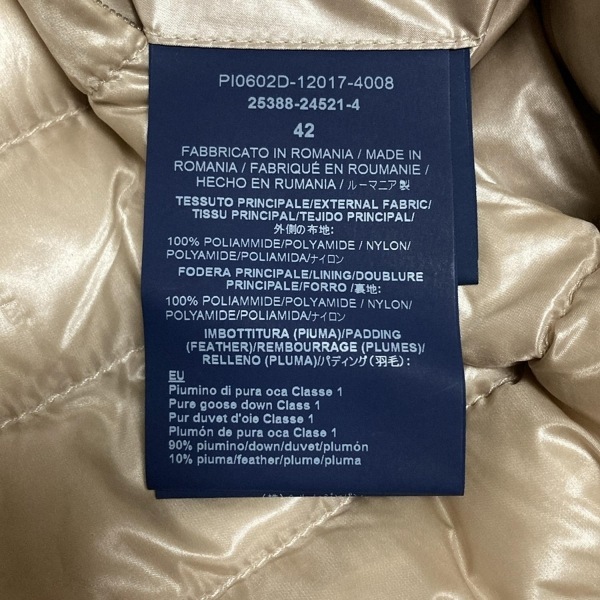 PI0602D-12017-4008
25388-24521-4
42
FABBRICATO IN ROMANIA / MADE IN
ROMANIA / FABRIQUÉ EN ROUMANIE /
HECHO EN RUMANIA / ルーマニア製
TESSUTO PRINCIPALE/EXTERNAL FABRIC/
TISSU PRINCIPAL/TEJIDO PRINCIPAL/
外側の布地:
100% POLIAMMIDE/POLYAMIDE / NYLON/
POLYAMIDE/POLIAMIDA/ナイロン
FODERA PRINCIPALE/LINING/DOUBLURE
PRINCIPALE/FORRO /裏地:
100% POLIAMMIDE/POLYAMIDE / NYLON/
POLYAMIDE/POLIAMIDA/ナイロン
IMBOTTITURA (PIUMA)/PADDING
(FEATHER)/REMBOURRAGE (PLUMES)/
RELLENO (PLUMA)/パディング(羽毛):
EU
Piumino di pura oca Classe 1
Pure goose down Class 1
Pur duvet d'oie Classe 1
Plumón de pura oca Clase 1
90% piumino/down/duvet/plumón
10% piuma/feather/plume/pluma